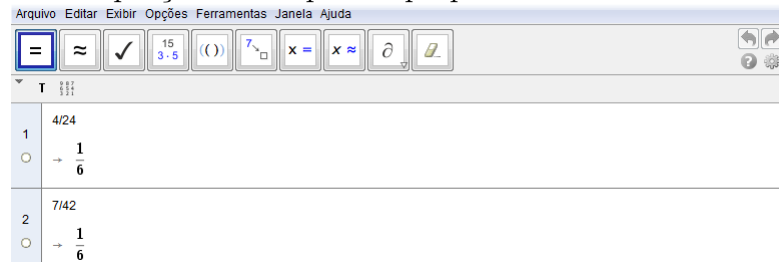 Arquivo Editar Exibir Opções Ferramentas Janela Ajuda
= ≈ ✓ 15 3·5 (( )) 7 x = x ≈ ∂
T
1
4/24
→ 1/6
2
7/42
→ 1/6